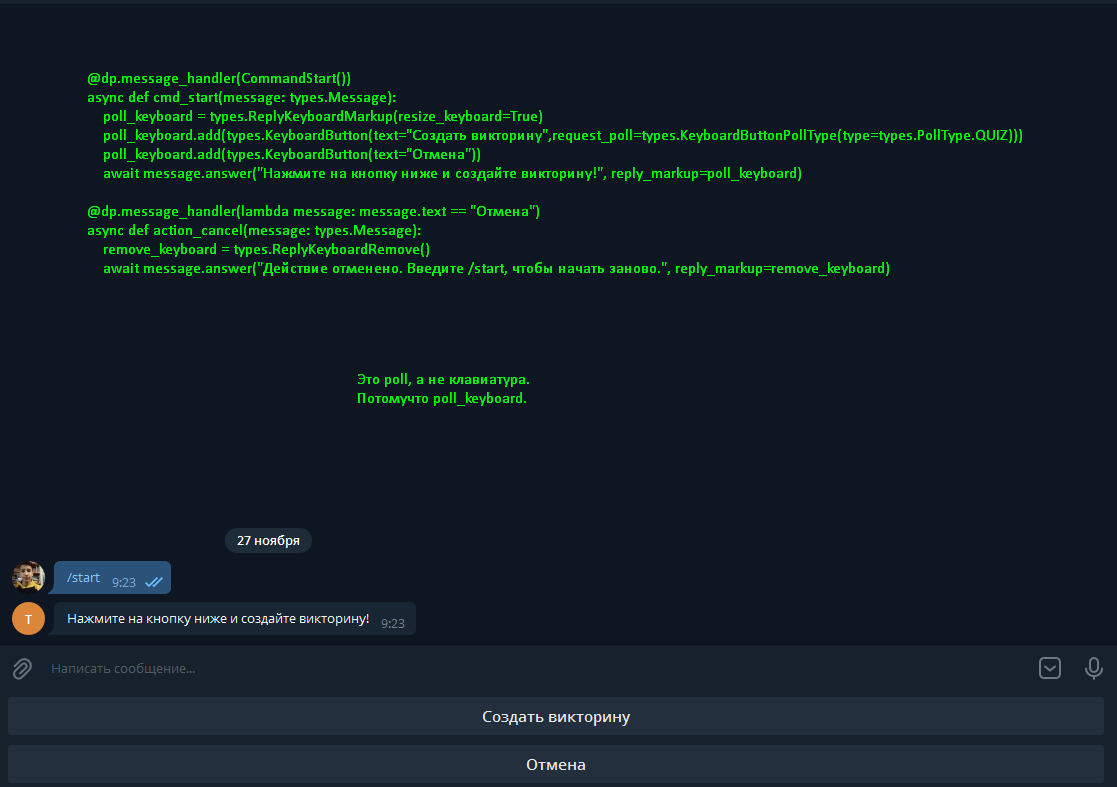 @dp.message_handler(CommandStart())
async def cmd_start(message: types.Message):
poll_keyboard = types.ReplyKeyboardMarkup(resize_keyboard=True)
poll_keyboard.add(types.KeyboardButton(text="Создать викторину",request_poll=types.KeyboardButtonPollType(type=types.PollType.QUIZ)))
poll_keyboard.add(types.KeyboardButton(text="Отмена"))
await message.answer("Нажмите на кнопку ниже и создайте викторину!", reply_markup=poll_keyboard)
@dp.message_handler(lambda message: message.text == "Отмена")
async def action_cancel(message: types.Message):
remove_keyboard = types.ReplyKeyboardRemove()
await message.answer("Действие отменено. Введите /start, чтобы начать заново.", reply_markup=remove_keyboard)
Это poll, а не клавиатура.
Потомучто poll_keyboard.
27 ноября
/start 9:23
T
Нажмите на кнопку ниже и создайте викторину! 9:23
Написать сообщение...
Создать викторину
Отмена